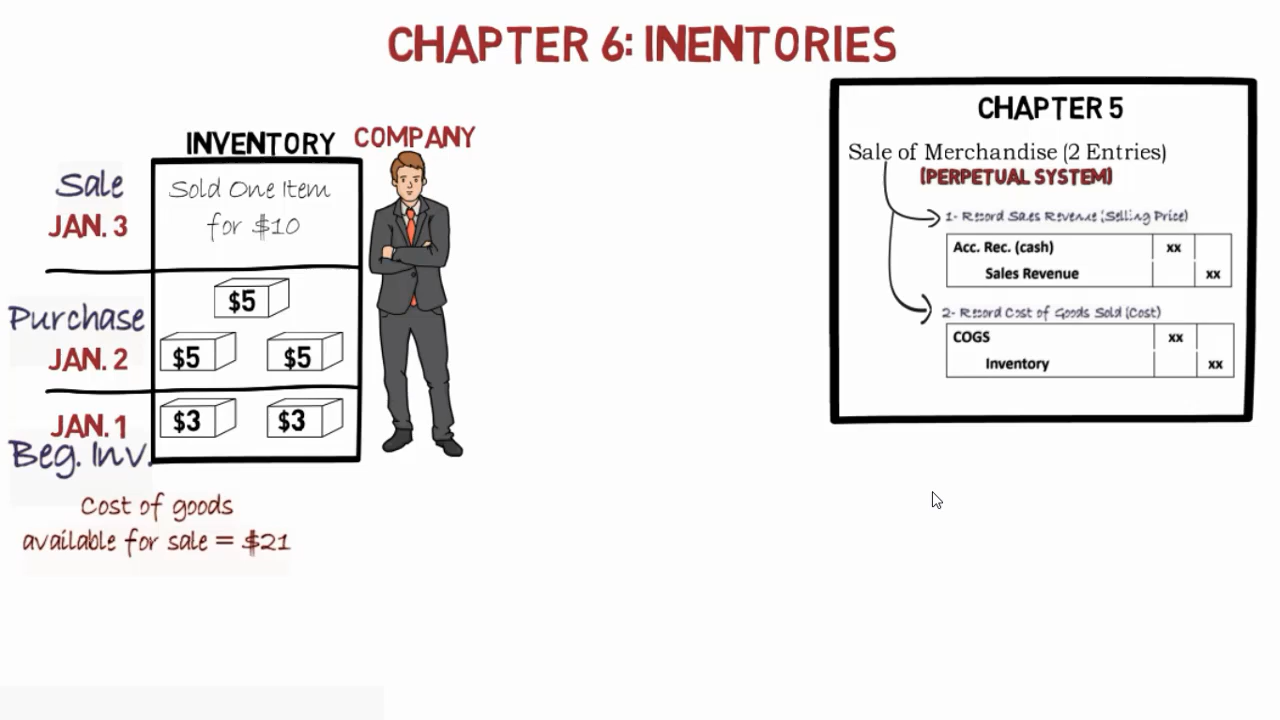 CHAPTER 6: INENTORIES
INVENTORY
COMPANY
Sale
JAN. 3
Sold One Item
for $10
Purchase
JAN. 2
$5
$5
$5
JAN. 1
Beg. Inv.
$3
$3
Cost of goods
available for sale = $21
CHAPTER 5
Sale of Merchandise (2 Entries)
(PERPETUAL SYSTEM)
1- Record Sales Revenue (Selling Price)
Acc. Rec. (cash) xx
Sales Revenue xx
2- Record Cost of Goods Sold (Cost)
COGS xx
Inventory xx